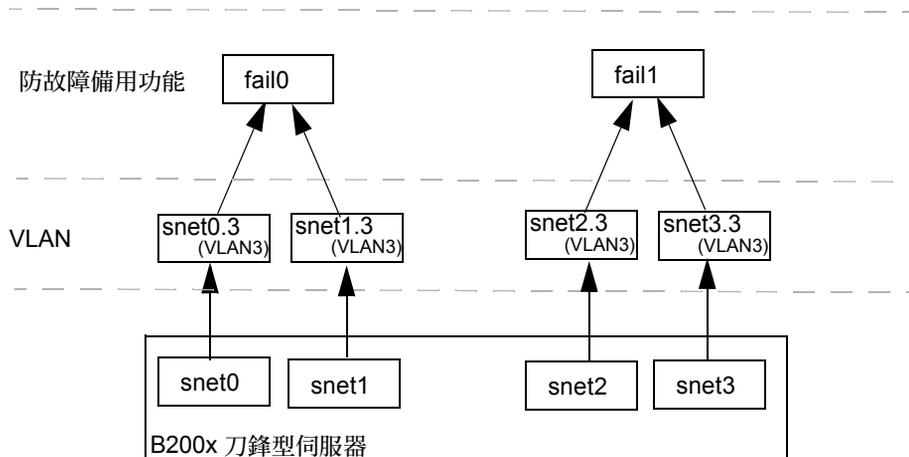 防故障備用功能
fail0
fail1
VLAN
snet0.3
(VLAN3)
snet1.3
(VLAN3)
snet2.3
(VLAN3)
snet3.3
(VLAN3)
snet0
snet1
snet2
snet3
B200x 刀鋒型伺服器